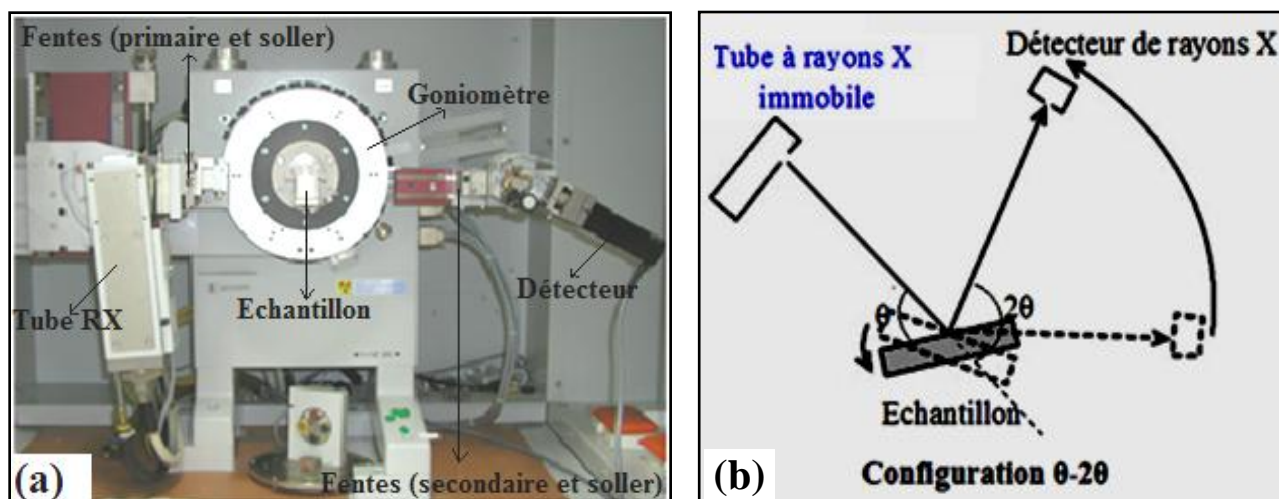 Fentes (primaire et soller)
Goniomètre
Echantillon
Détecteur
Tube RX
Fentes (secondaire et soller)
(a)
Tube à rayons X
immobile
Détecteur de rayons X
θ
2θ
Echantillon
Configuration θ-2θ
(b)